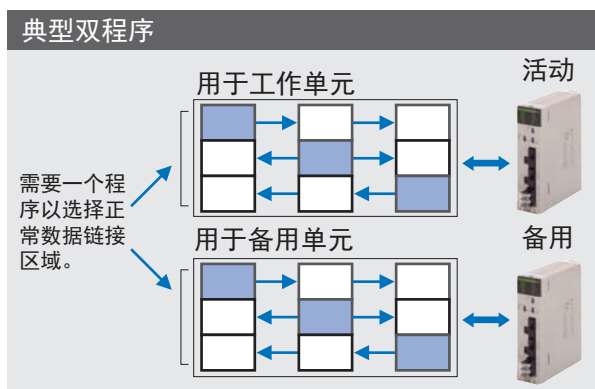 典型双程序
用于工作单元
活动
需要一个程
序以选择正
常数据链接
区域。
用于备用单元
备用